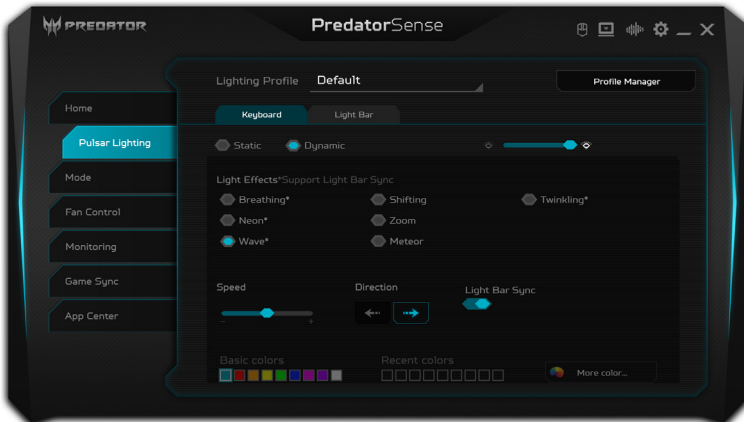 PREDATOR
PredatorSense
Lighting Profile Default
Profile Manager
Home
Pulsar Lighting
Mode
Fan Control
Monitoring
Game Sync
App Center
Keyboard
Light Bar
Static
Dynamic
Light Effects*Support Light Bar Sync
Breathing*
Shifting
Twinkling*
Neon*
Zoom
Wave*
Meteor
Speed
Direction
Light Bar Sync
- +
Basic colors
Recent colors
More color...